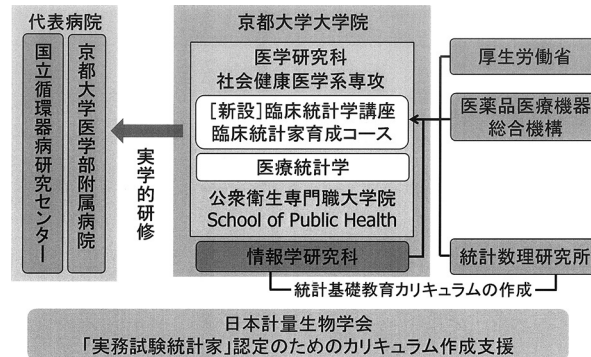 代表病院
国立循環器病研究センター
京都大学医学部附属病院
実学的研修
京都大学大学院
医学研究科
社会健康医学系専攻
［新設］臨床統計学講座
臨床統計家育成コース
医療統計学
公衆衛生専門職大学院
School of Public Health
情報学研究科
厚生労働省
医薬品医療機器
総合機構
統計数理研究所
統計基礎教育カリキュラムの作成
日本計量生物学会
「実務試験統計家」認定のためのカリキュラム作成支援